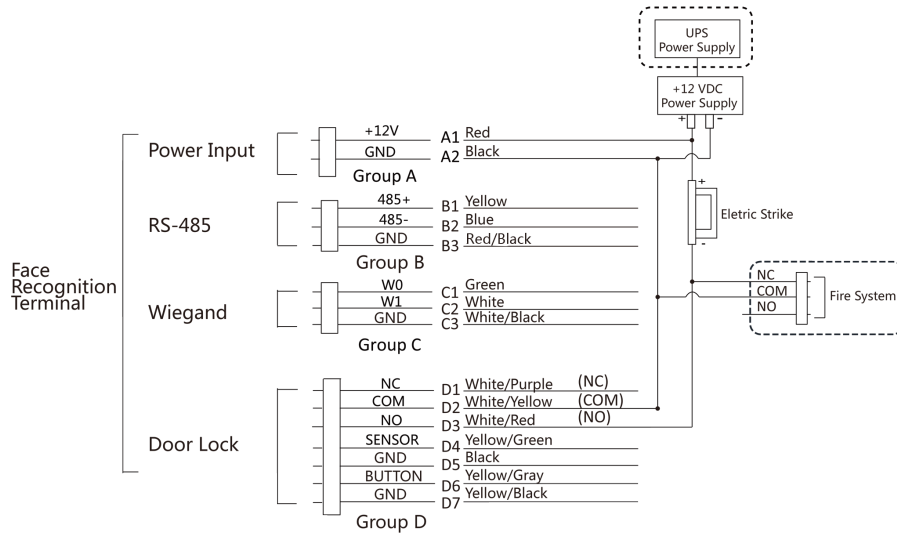 UPS
Power Supply
+12 VDC
Power Supply
+ -
Power Input
+12V A1 Red
GND A2 Black
Group A
+
Eletric Strike
-
RS-485
485+ B1 Yellow
485- B2 Blue
GND B3 Red/Black
Group B
Face
Recognition
Terminal
Wiegand
W0 C1 Green
W1 C2 White
GND C3 White/Black
Group C
NC
COM
NO
Fire System
Door Lock
NC D1 White/Purple (NC)
COM D2 White/Yellow (COM)
NO D3 White/Red (NO)
SENSOR D4 Yellow/Green
GND D5 Black
BUTTON D6 Yellow/Gray
GND D7 Yellow/Black
Group D